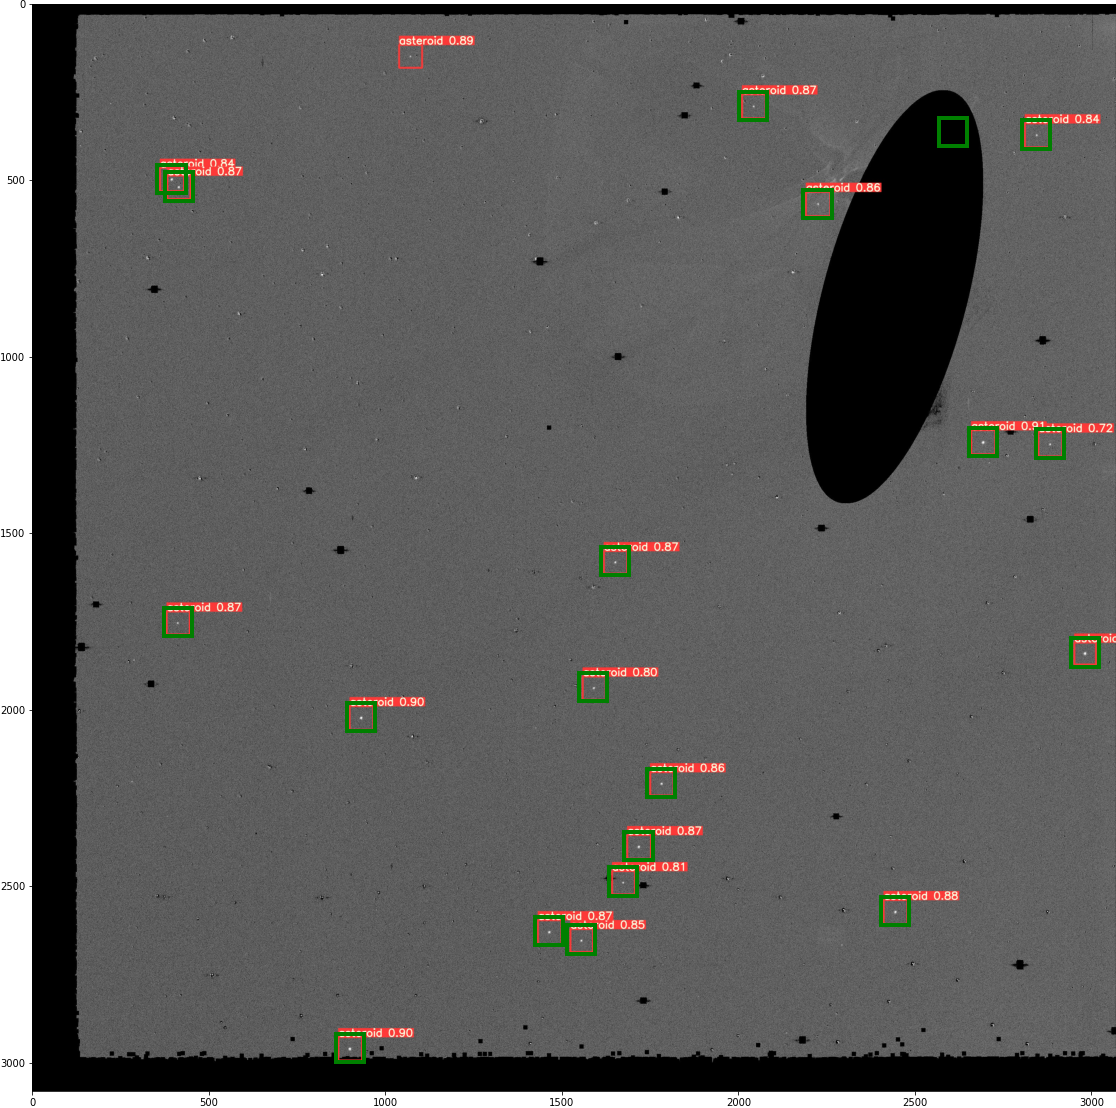 0
asteroid 0.89
asteroid 0.87
asteroid 0.84
asteroid 0.84
asteroid 0.87
500
asteroid 0.86
1000
asteroid 0.91
0.72
1500
asteroid 0.87
asteroid 0.87
asteroid
asteroid 0.80
2000
asteroid 0.90
asteroid 0.86
asteroid 0.87
asteroid 0.81
2500
asteroid 0.88
asteroid 0.87
asteroid 0.85
asteroid 0.90
3000
0 500 1000 1500 2000 2500 3000